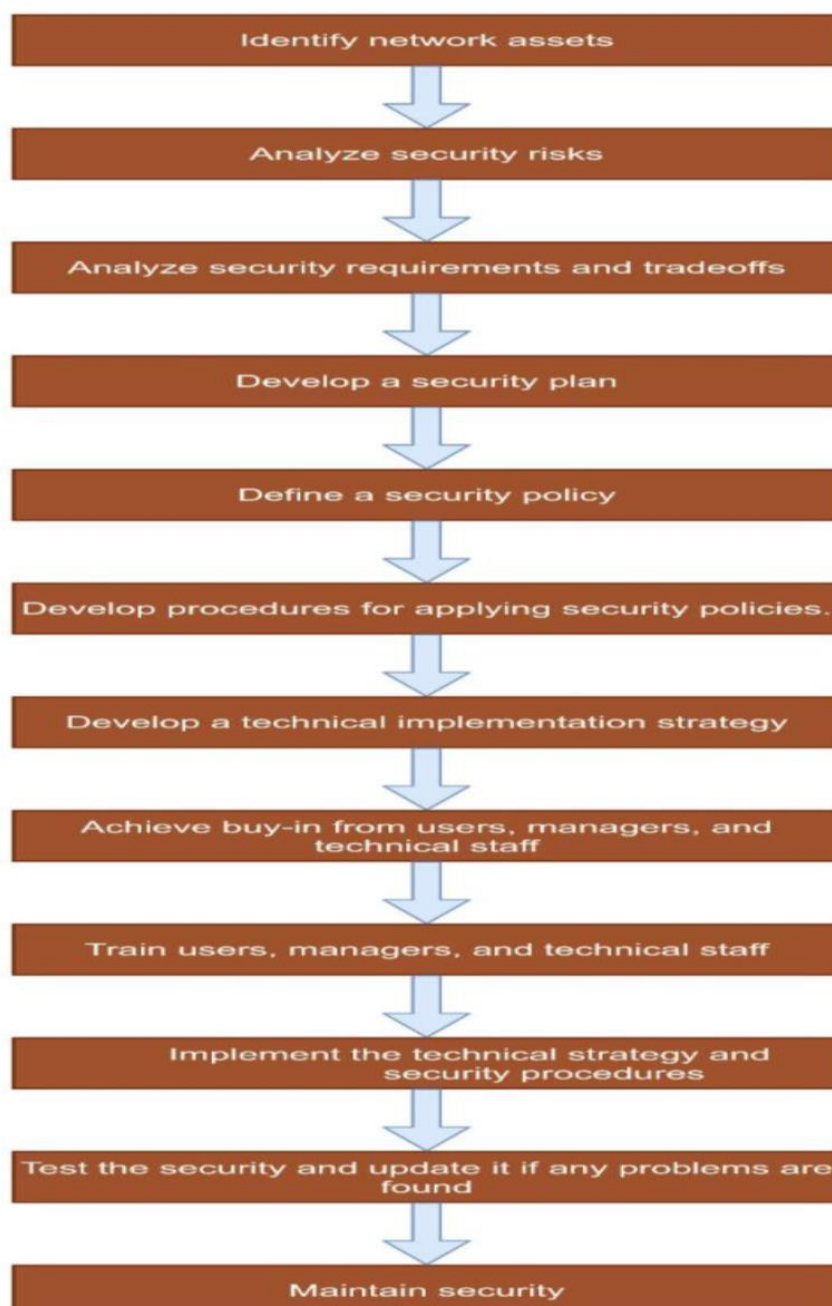 Identify network assets
Analyze security risks
Analyze security requirements and tradeoffs
Develop a security plan
Define a security policy
Develop procedures for applying security policies.
Develop a technical implementation strategy
Achieve buy-in from users, managers, and
technical staff
Train users, managers, and technical staff
Implement the technical strategy and
security procedures
Test the security and update it if any problems are
found
Maintain security